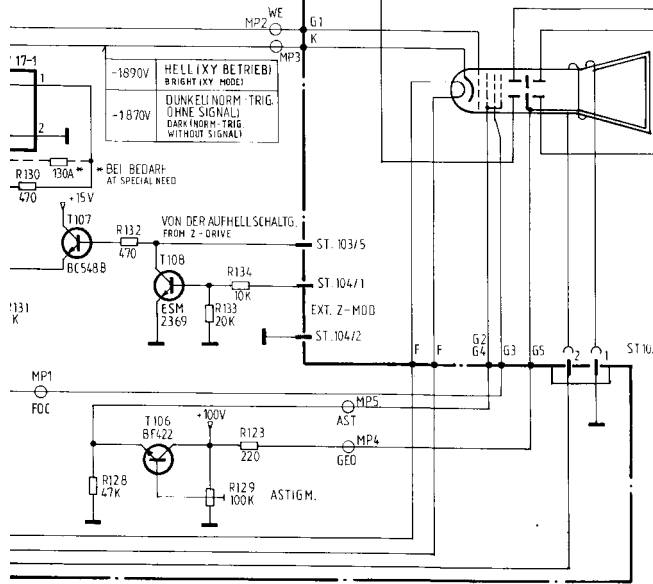 WE
MP2
G1
K
MP3
17-1
1
2
-1890V
HELL (XY BETRIEB)
BRIGHT (XY MODE)
-1870V
DUNKEL (NORM-TRIG.
OHNE SIGNAL)
DARK (NORM-TRIG.
WITHOUT SIGNAL)
130A *
* BEI BEDARF
AT SPECIAL NEED
R130
470
+15V
T107
BC548B
R132
470
VON DER AUFHELLSCHALTG.
FROM Z-DRIVE
ST. 103/5
T108
ESM
2369
R134
10K
R133
20K
ST. 104/1
EXT. Z-MOD
ST. 104/2
R131
K
F
F
G2
G4
G3
G5
2
1
ST10.
MP1
FOC
MP5
AST
T106
BF422
+100V
R123
220
MP4
GEO
R128
47K
R129
100K
ASTIGM.